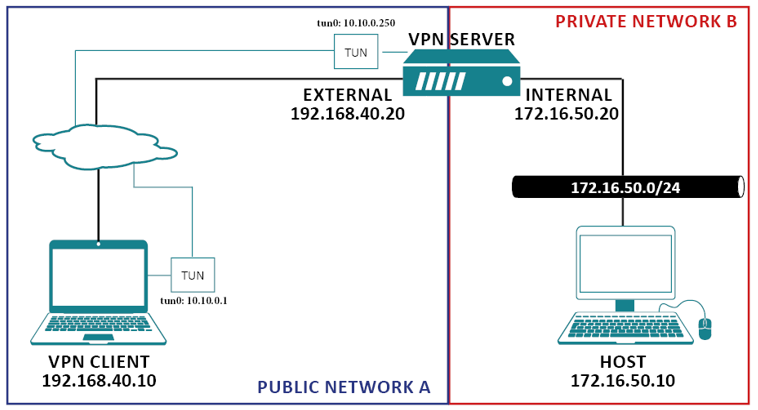 tun0: 10.10.0.250
PRIVATE NETWORK B
TUN
VPN SERVER
EXTERNAL
192.168.40.20
INTERNAL
172.16.50.20
172.16.50.0/24
TUN
tun0: 10.10.0.1
VPN CLIENT
192.168.40.10
PUBLIC NETWORK A
HOST
172.16.50.10